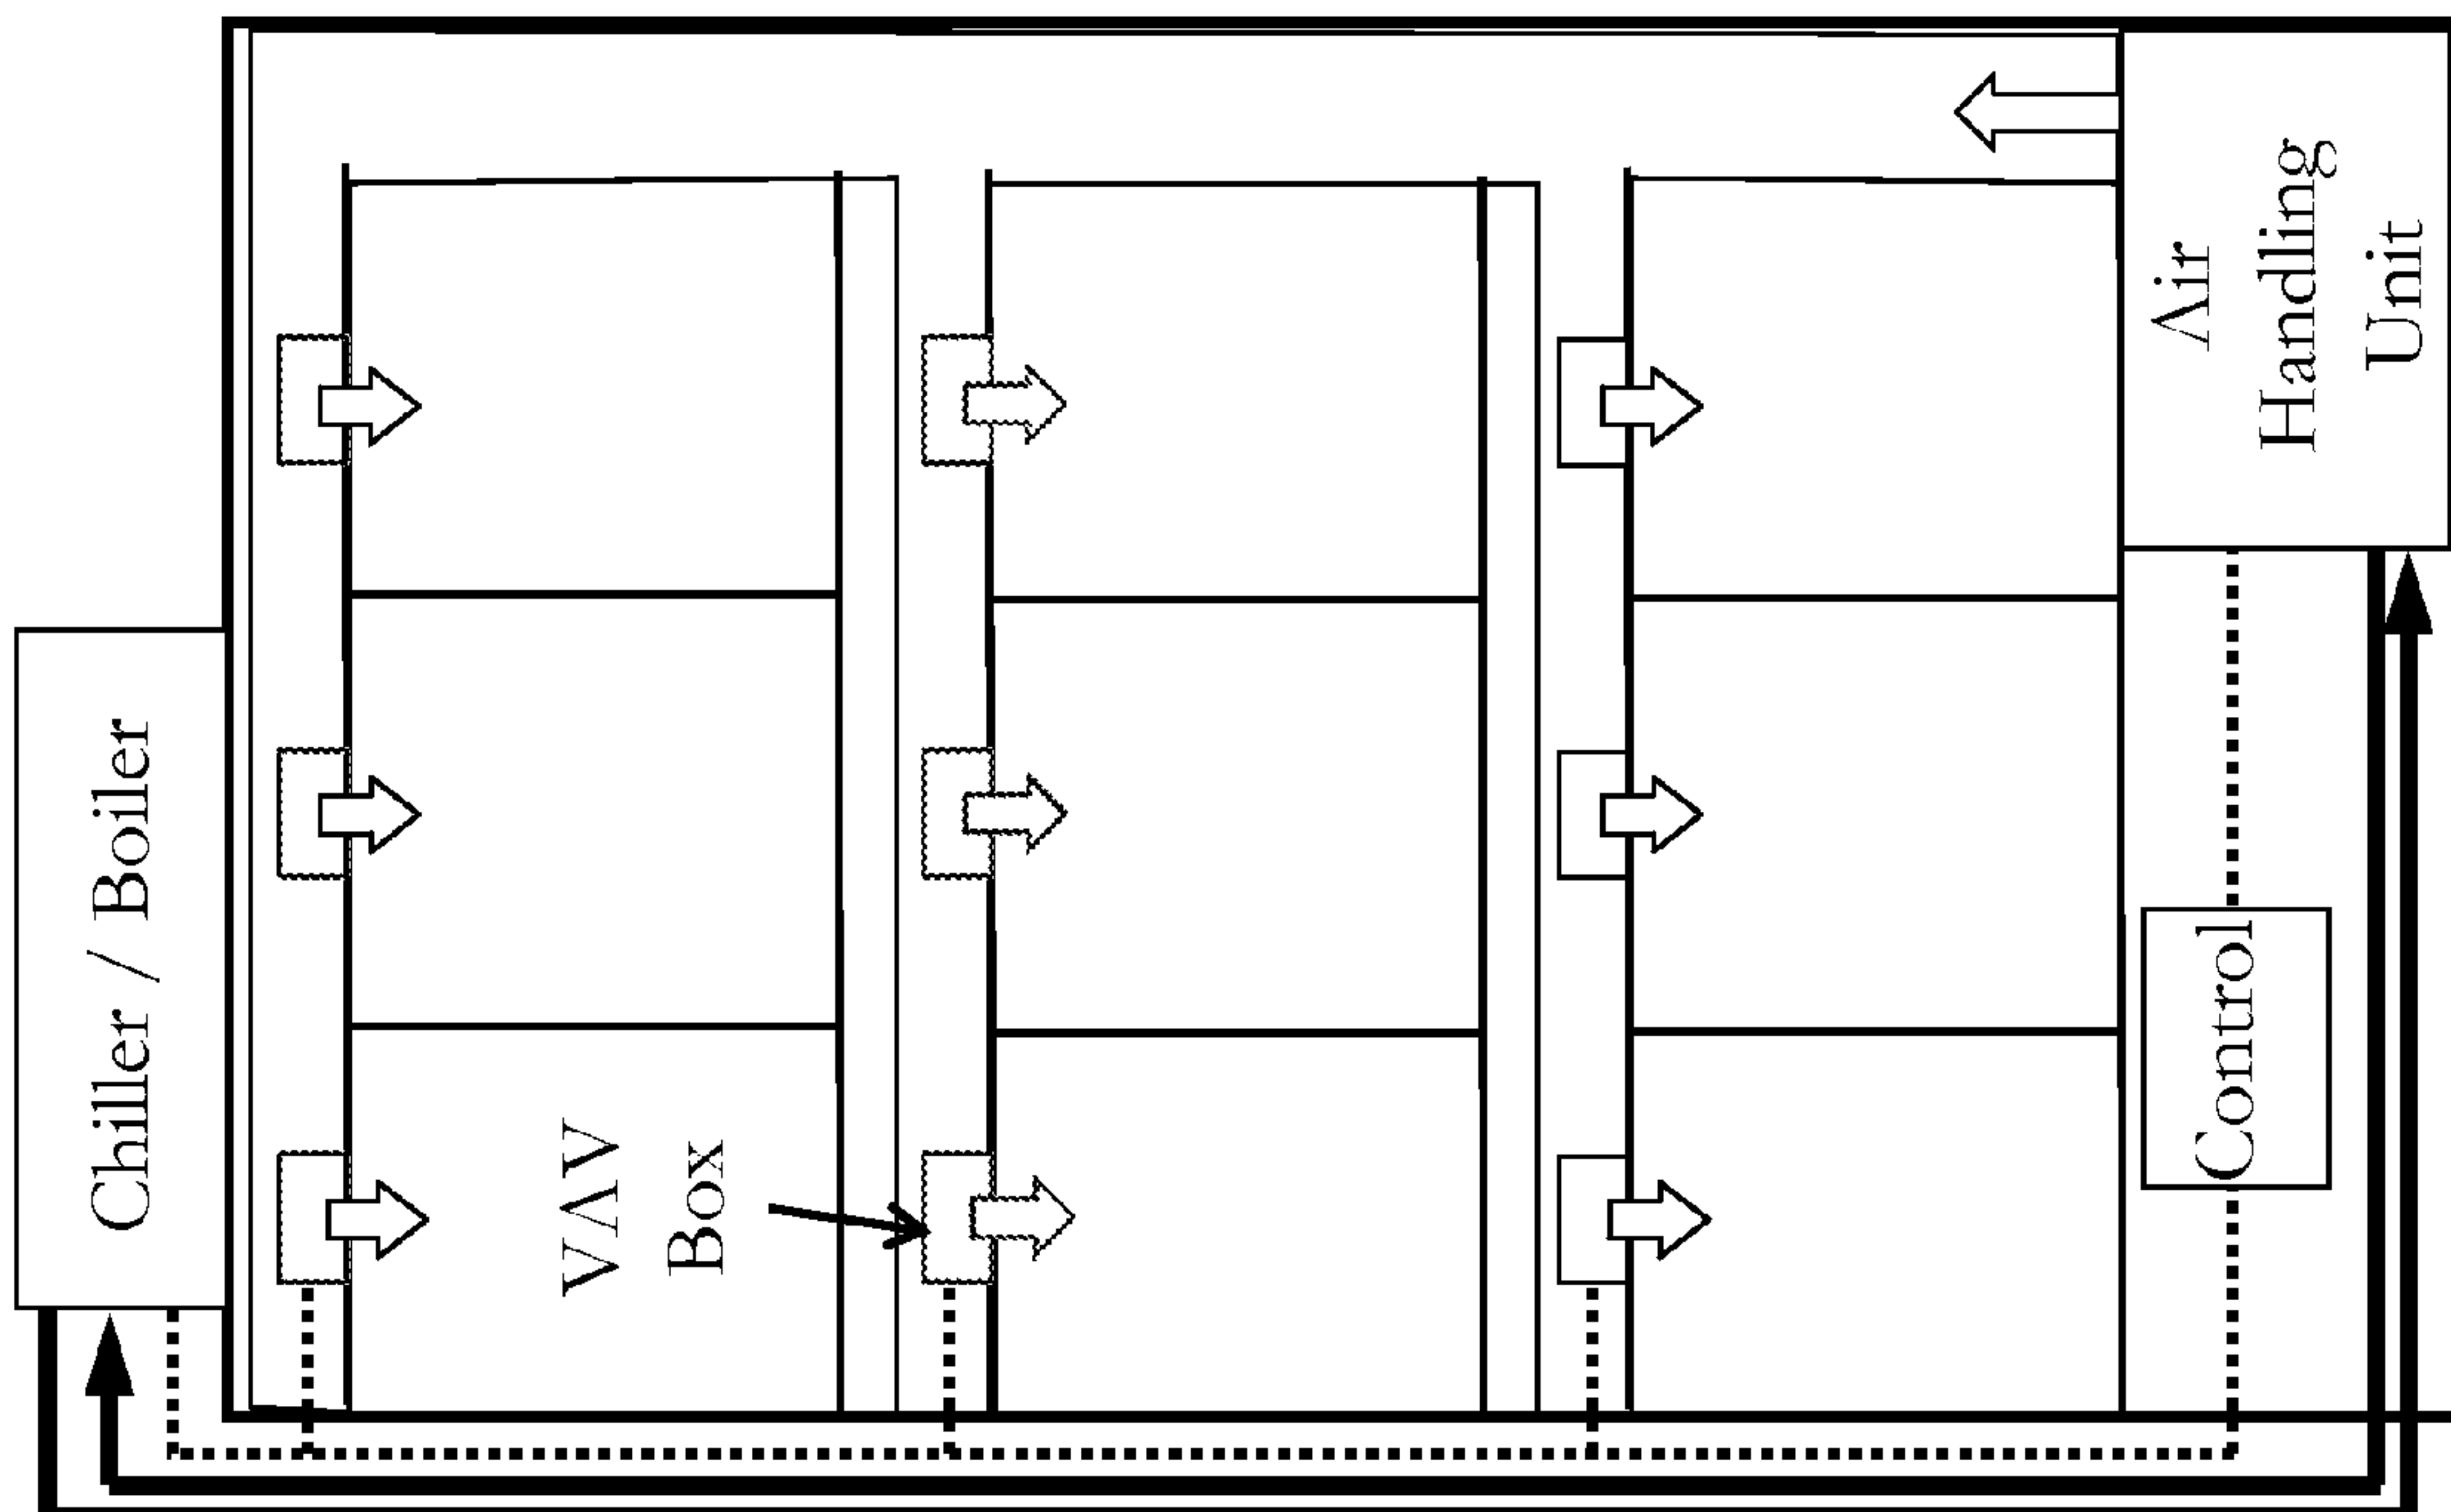 Chiller / Boiler
VAV
Box
Air
Handling
Unit
Control